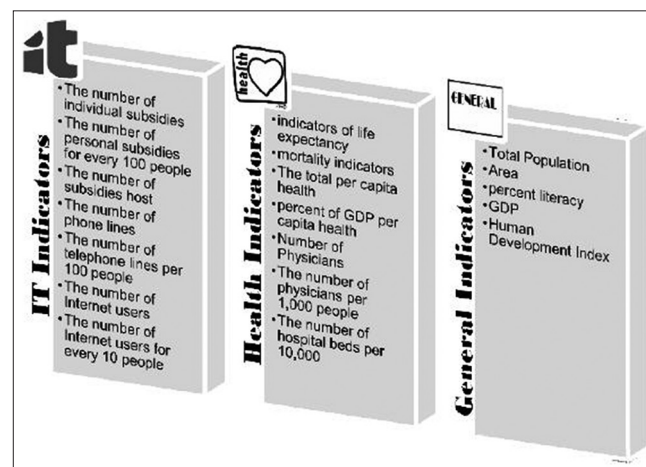 it
IT Indicators
•The number of
individual subsidies
•The number of
personal subsidies
for every 100 people
•The number of
subsidies host
•The number of
phone lines
•The number of
telephone lines per
100 people
•The number of
Internet users
•The number of
Internet users for
every 10 people
health
Health Indicators
•indicators of life
expectancy
•mortality indicators
•The total per capita
health
•percent of GDP per
capita health
•Number of
Physicians
•The number of
physicians per
1,000 people
•The number of
hospital beds per
10,000
GENERAL
General Indicators
•Total Population
•Area
•percent literacy
•GDP
•Human
Development Index